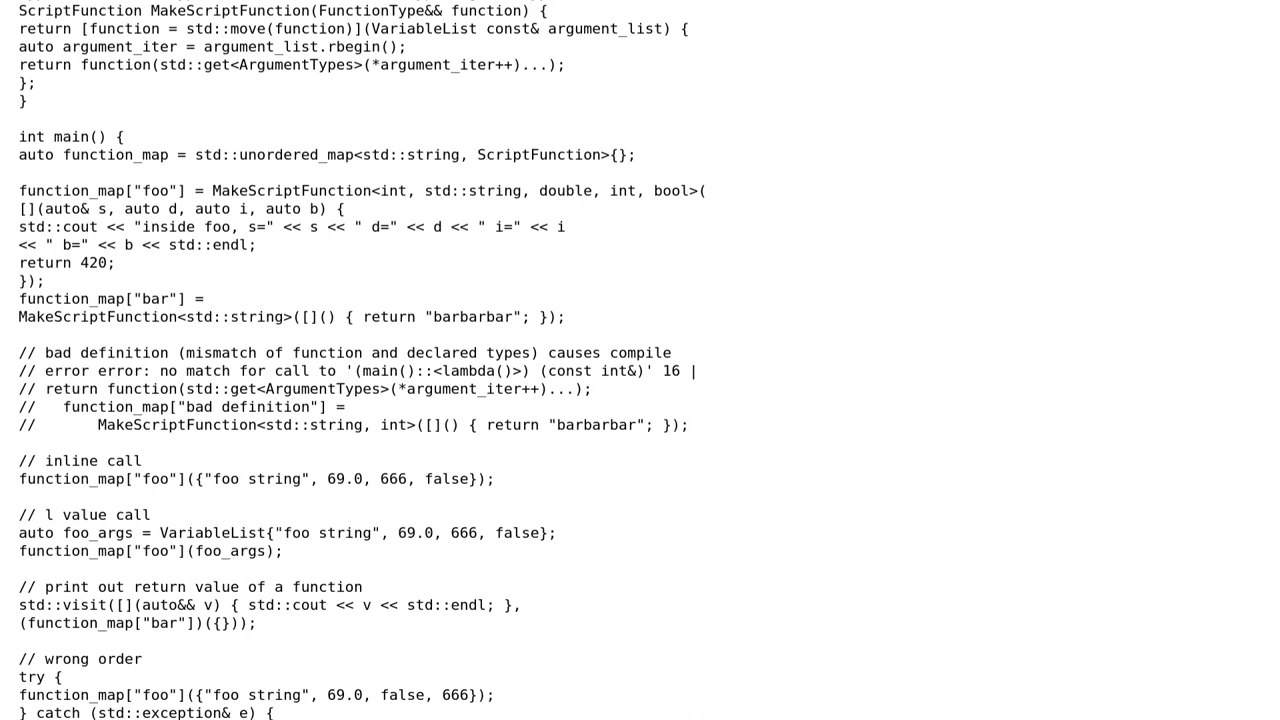 ScriptFunction MakeScriptFunction(FunctionType&& function) {
return [function = std::move(function)](VariableList const& argument_list) {
auto argument_iter = argument_list.rbegin();
return function(std::get<ArgumentTypes>(*argument_iter++)...);
};
}

int main() {
auto function_map = std::unordered_map<std::string, ScriptFunction>{};

function_map["foo"] = MakeScriptFunction<int, std::string, double, int, bool>(
[](auto& s, auto d, auto i, auto b) {
std::cout << "inside foo, s=" << s << " d=" << d << " i=" << i
<< " b=" << b << std::endl;
return 420;
});
function_map["bar"] =
MakeScriptFunction<std::string>([]() { return "barbarbar"; });

// bad definition (mismatch of function and declared types) causes compile
// error error: no match for call to '(main()::<lambda()>) (const int&)' 16 |
// return function(std::get<ArgumentTypes>(*argument_iter++)...);
//   function_map["bad definition"] =
//       MakeScriptFunction<std::string, int>([]() { return "barbarbar"; });

// inline call
function_map["foo"]({"foo string", 69.0, 666, false});

// l value call
auto foo_args = VariableList{"foo string", 69.0, 666, false};
function_map["foo"](foo_args);

// print out return value of a function
std::visit([](auto&& v) { std::cout << v << std::endl; },
(function_map["bar"])({}));

// wrong order
try {
function_map["foo"]({"foo string", 69.0, false, 666});
} catch (std::exception& e) {